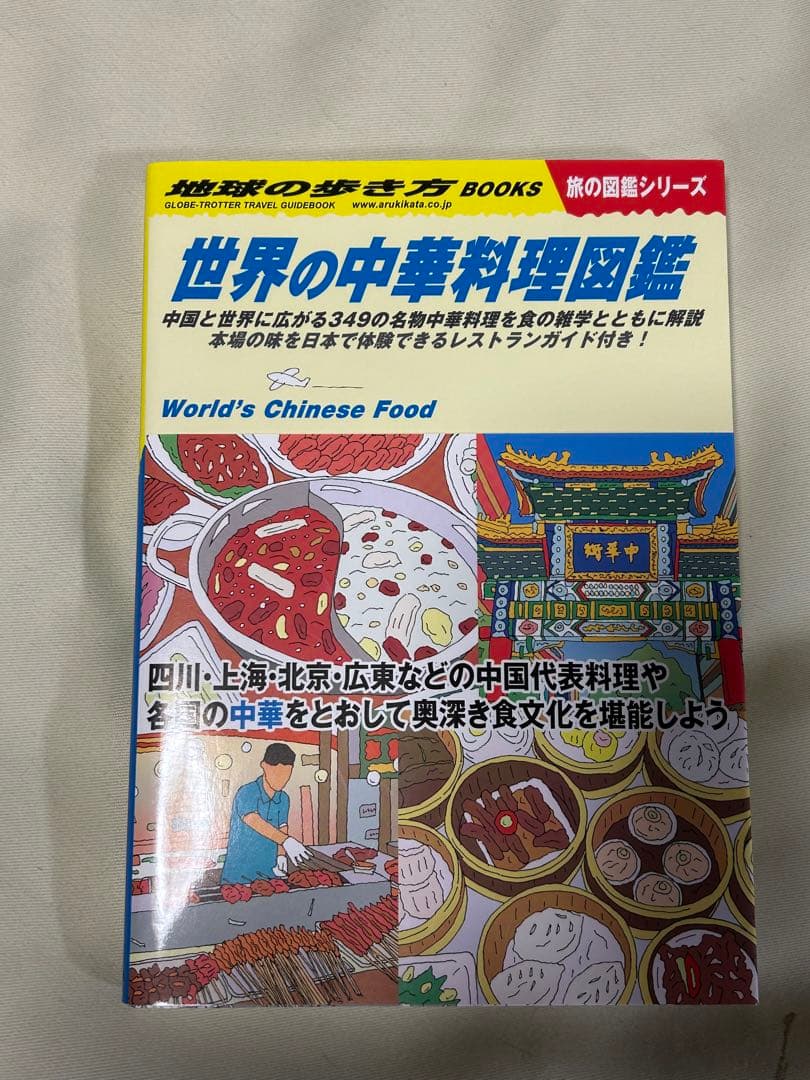 地球の歩き方 BOOKS
旅の図鑑シリーズ
GLOBE-TROTTER TRAVEL GUIDEBOOK www.arukikata.co.jp
世界の中華料理図鑑
中国と世界に広がる349の名物中華料理を食の雑学とともに解説
本場の味を日本で体験できるレストランガイド付き！
World's Chinese Food
中華街
四川・上海・北京・広東などの中国代表料理や
各国の中華をとおして奥深き食文化を堪能しよう